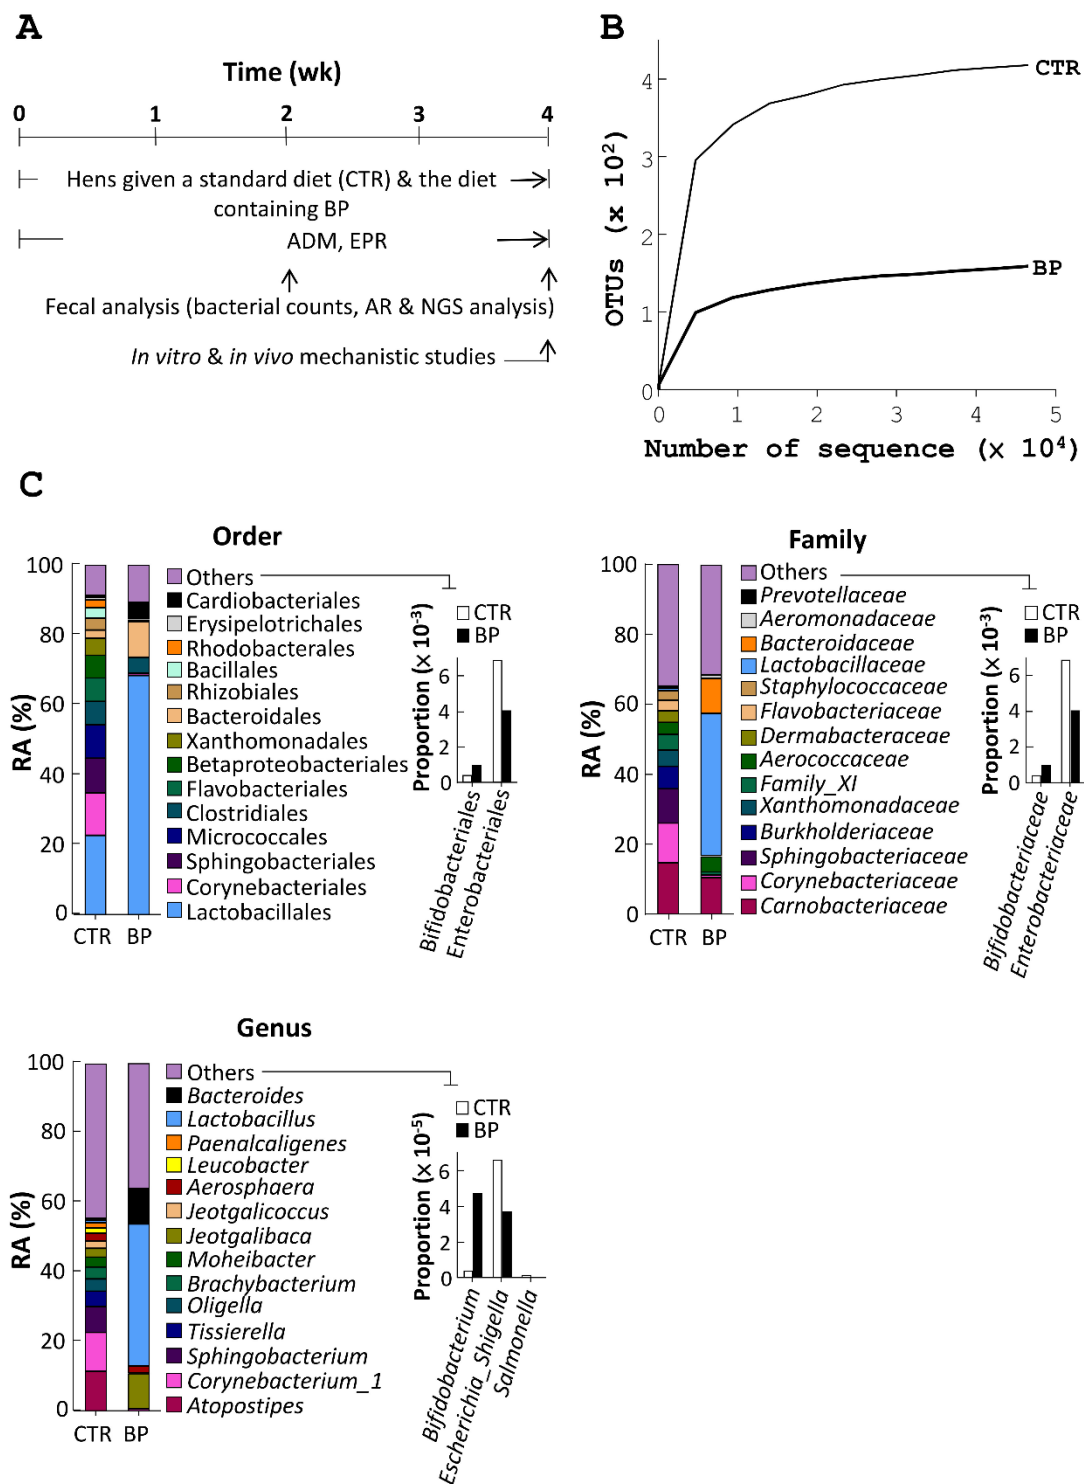 A
Time (wk)
0 1 2 3 4
Hens given a standard diet (CTR) & the diet
containing BP
ADM, EPR
Fecal analysis (bacterial counts, AR & NGS analysis)
In vitro & in vivo mechanistic studies
B
OTUs (x 10²)
4
3
2
1
0
CTR
BP
0 1 2 3 4 5
Number of sequence (x 10⁴)
C
Order
RA (%)
100
80
60
40
20
0
CTR BP
Others
Cardiobacteriales
Erysipelotrichales
Rhodobacterales
Bacillales
Rhizobiales
Bacteroidales
Xanthomonadales
Betaproteobacteriales
Flavobacteriales
Clostridiales
Micrococcales
Sphingobacteriales
Corynebacteriales
Lactobacillales
CTR
BP
Proportion (x 10⁻³)
6
4
2
0
Bifidobacteriales
Enterobacteriales
Family
RA (%)
100
80
60
40
20
0
CTR BP
Others
Prevotellaceae
Aeromonadaceae
Bacteroidaceae
Lactobacillaceae
Staphylococcaceae
Flavobacteriaceae
Dermabacteraceae
Aerococcaceae
Family_XI
Xanthomonadaceae
Burkholderiaceae
Sphingobacteriaceae
Corynebacteriaceae
Carnobacteriaceae
CTR
BP
Proportion (x 10⁻³)
6
4
2
0
Bifidobacteriaceae
Enterobacteriaceae
Genus
RA (%)
100
80
60
40
20
0
CTR BP
Others
Bacteroides
Lactobacillus
Paenalcaligenes
Leucobacter
Aerosphaera
Jeotgalicoccus
Jeotgalibaca
Moheibacter
Brachybacterium
Oligella
Tissierella
Sphingobacterium
Corynebacterium_1
Atopostipes
CTR
BP
Proportion (x 10⁻⁵)
6
4
2
0
Bifidobacterium
Escherichia_Shigella
Salmonella